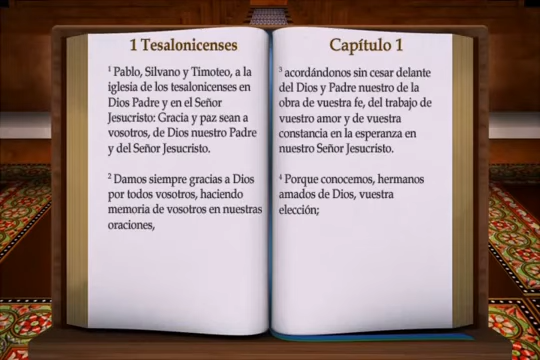 1 Tesalonicenses
1 Pablo, Silvano y Timoteo, a la
iglesia de los tesalonicenses en
Dios Padre y en el Señor
Jesucristo: Gracia y paz sean a
vosotros, de Dios nuestro Padre
y del Señor Jesucristo.
2 Damos siempre gracias a Dios
por todos vosotros, haciendo
memoria de vosotros en nuestras
oraciones,
Capítulo 1
3 acordándonos sin cesar delante
del Dios y Padre nuestro de la
obra de vuestra fe, del trabajo de
vuestro amor y de vuestra
constancia en la esperanza en
nuestro Señor Jesucristo.
4 Porque conocemos, hermanos
amados de Dios, vuestra
elección;